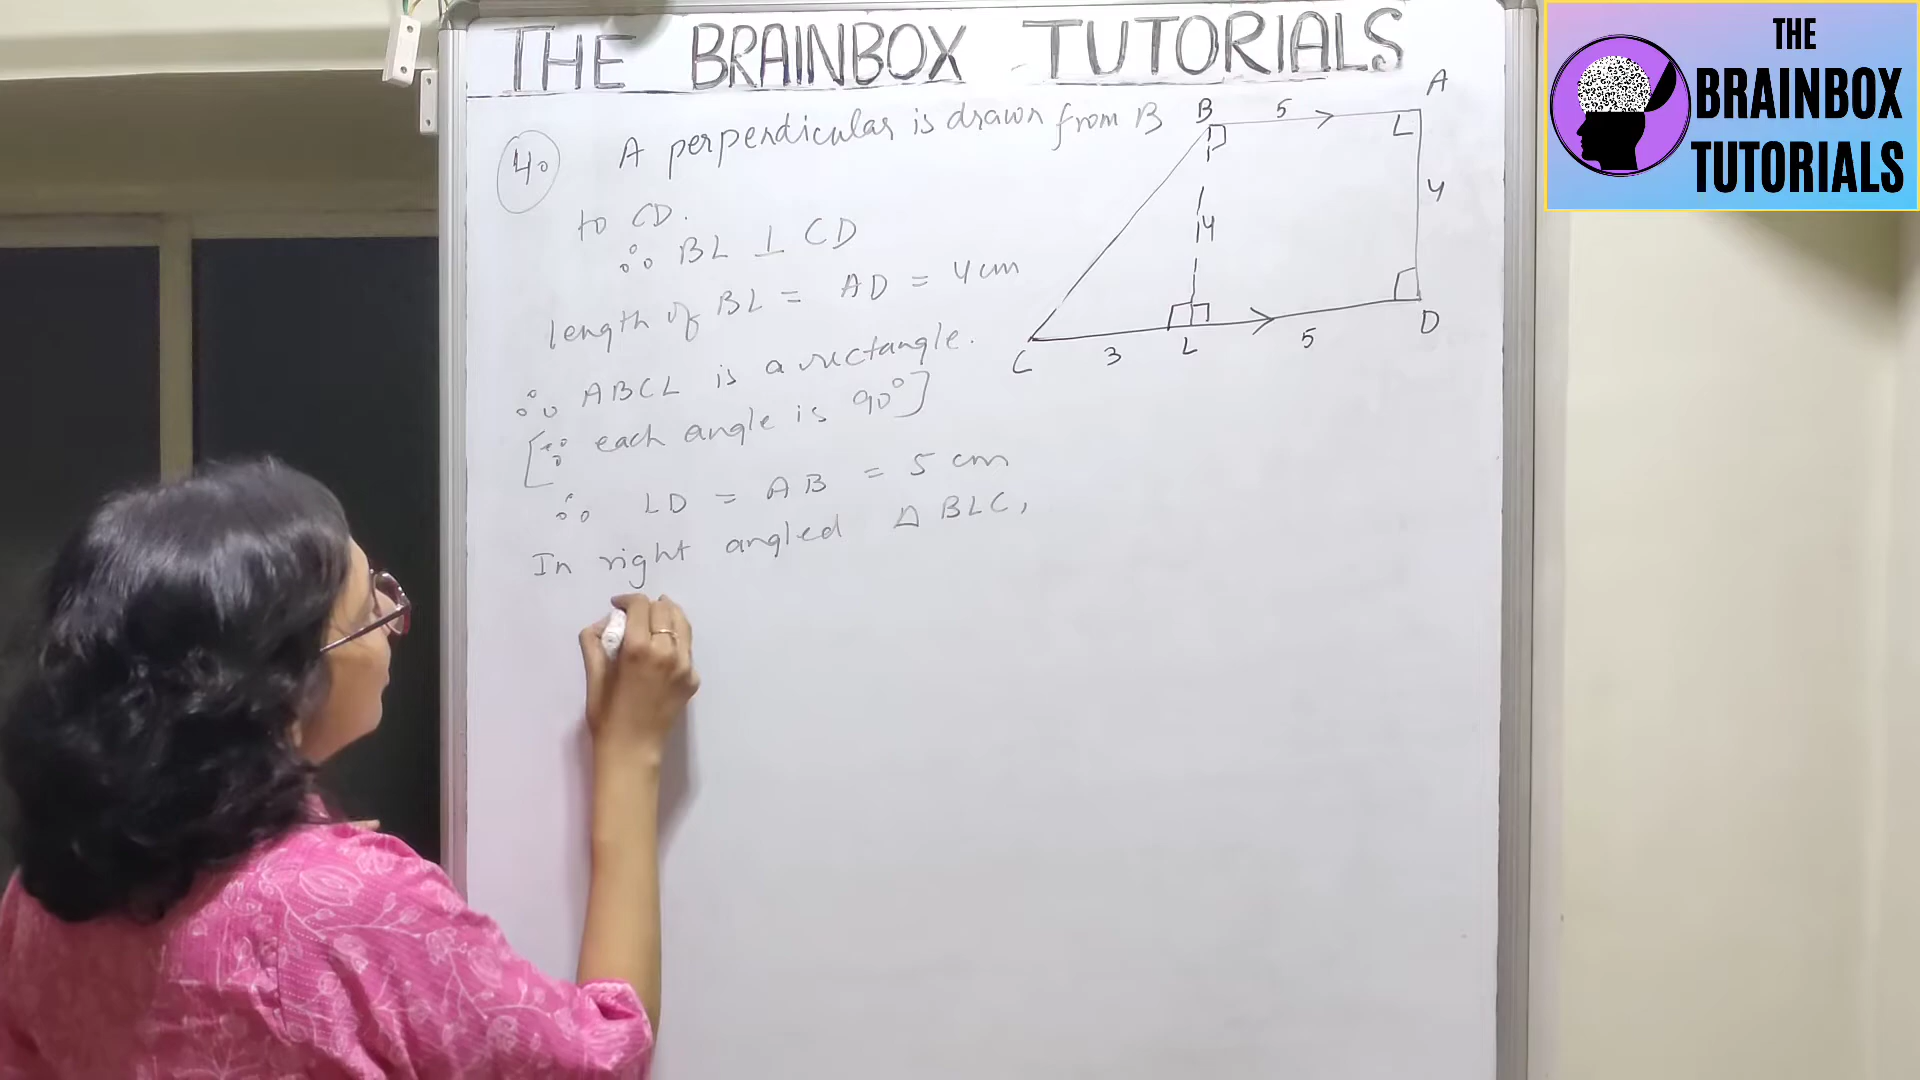 THE BRAINBOX TUTORIALS
THE
BRAINBOX
TUTORIALS
4.
A perpendicular is drawn from B
to CD.
∴ BL ⊥ CD
length of BL = AD = 4 cm
∴ ABCL is a rectangle.
[∵ each angle is 90°]
∴ LD = AB = 5 cm
In right angled Δ BLC,
B 5 A
4
4
C 3 L 5 D